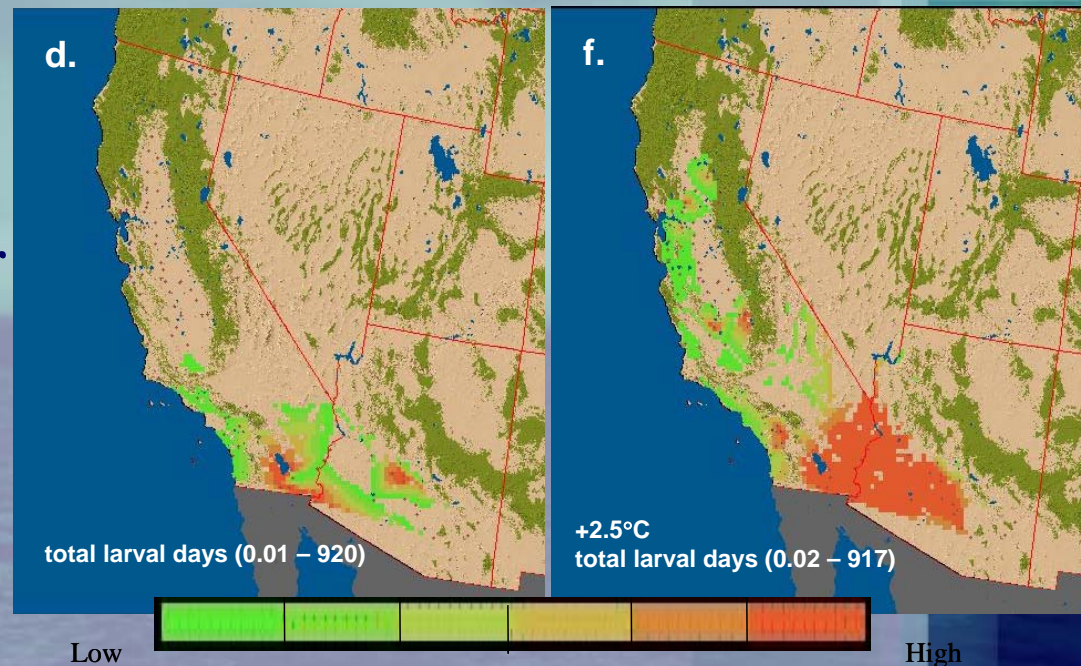 d.
f.
total larval days (0.01 – 920)
+2.5°C
total larval days (0.02 – 917)
Low
High